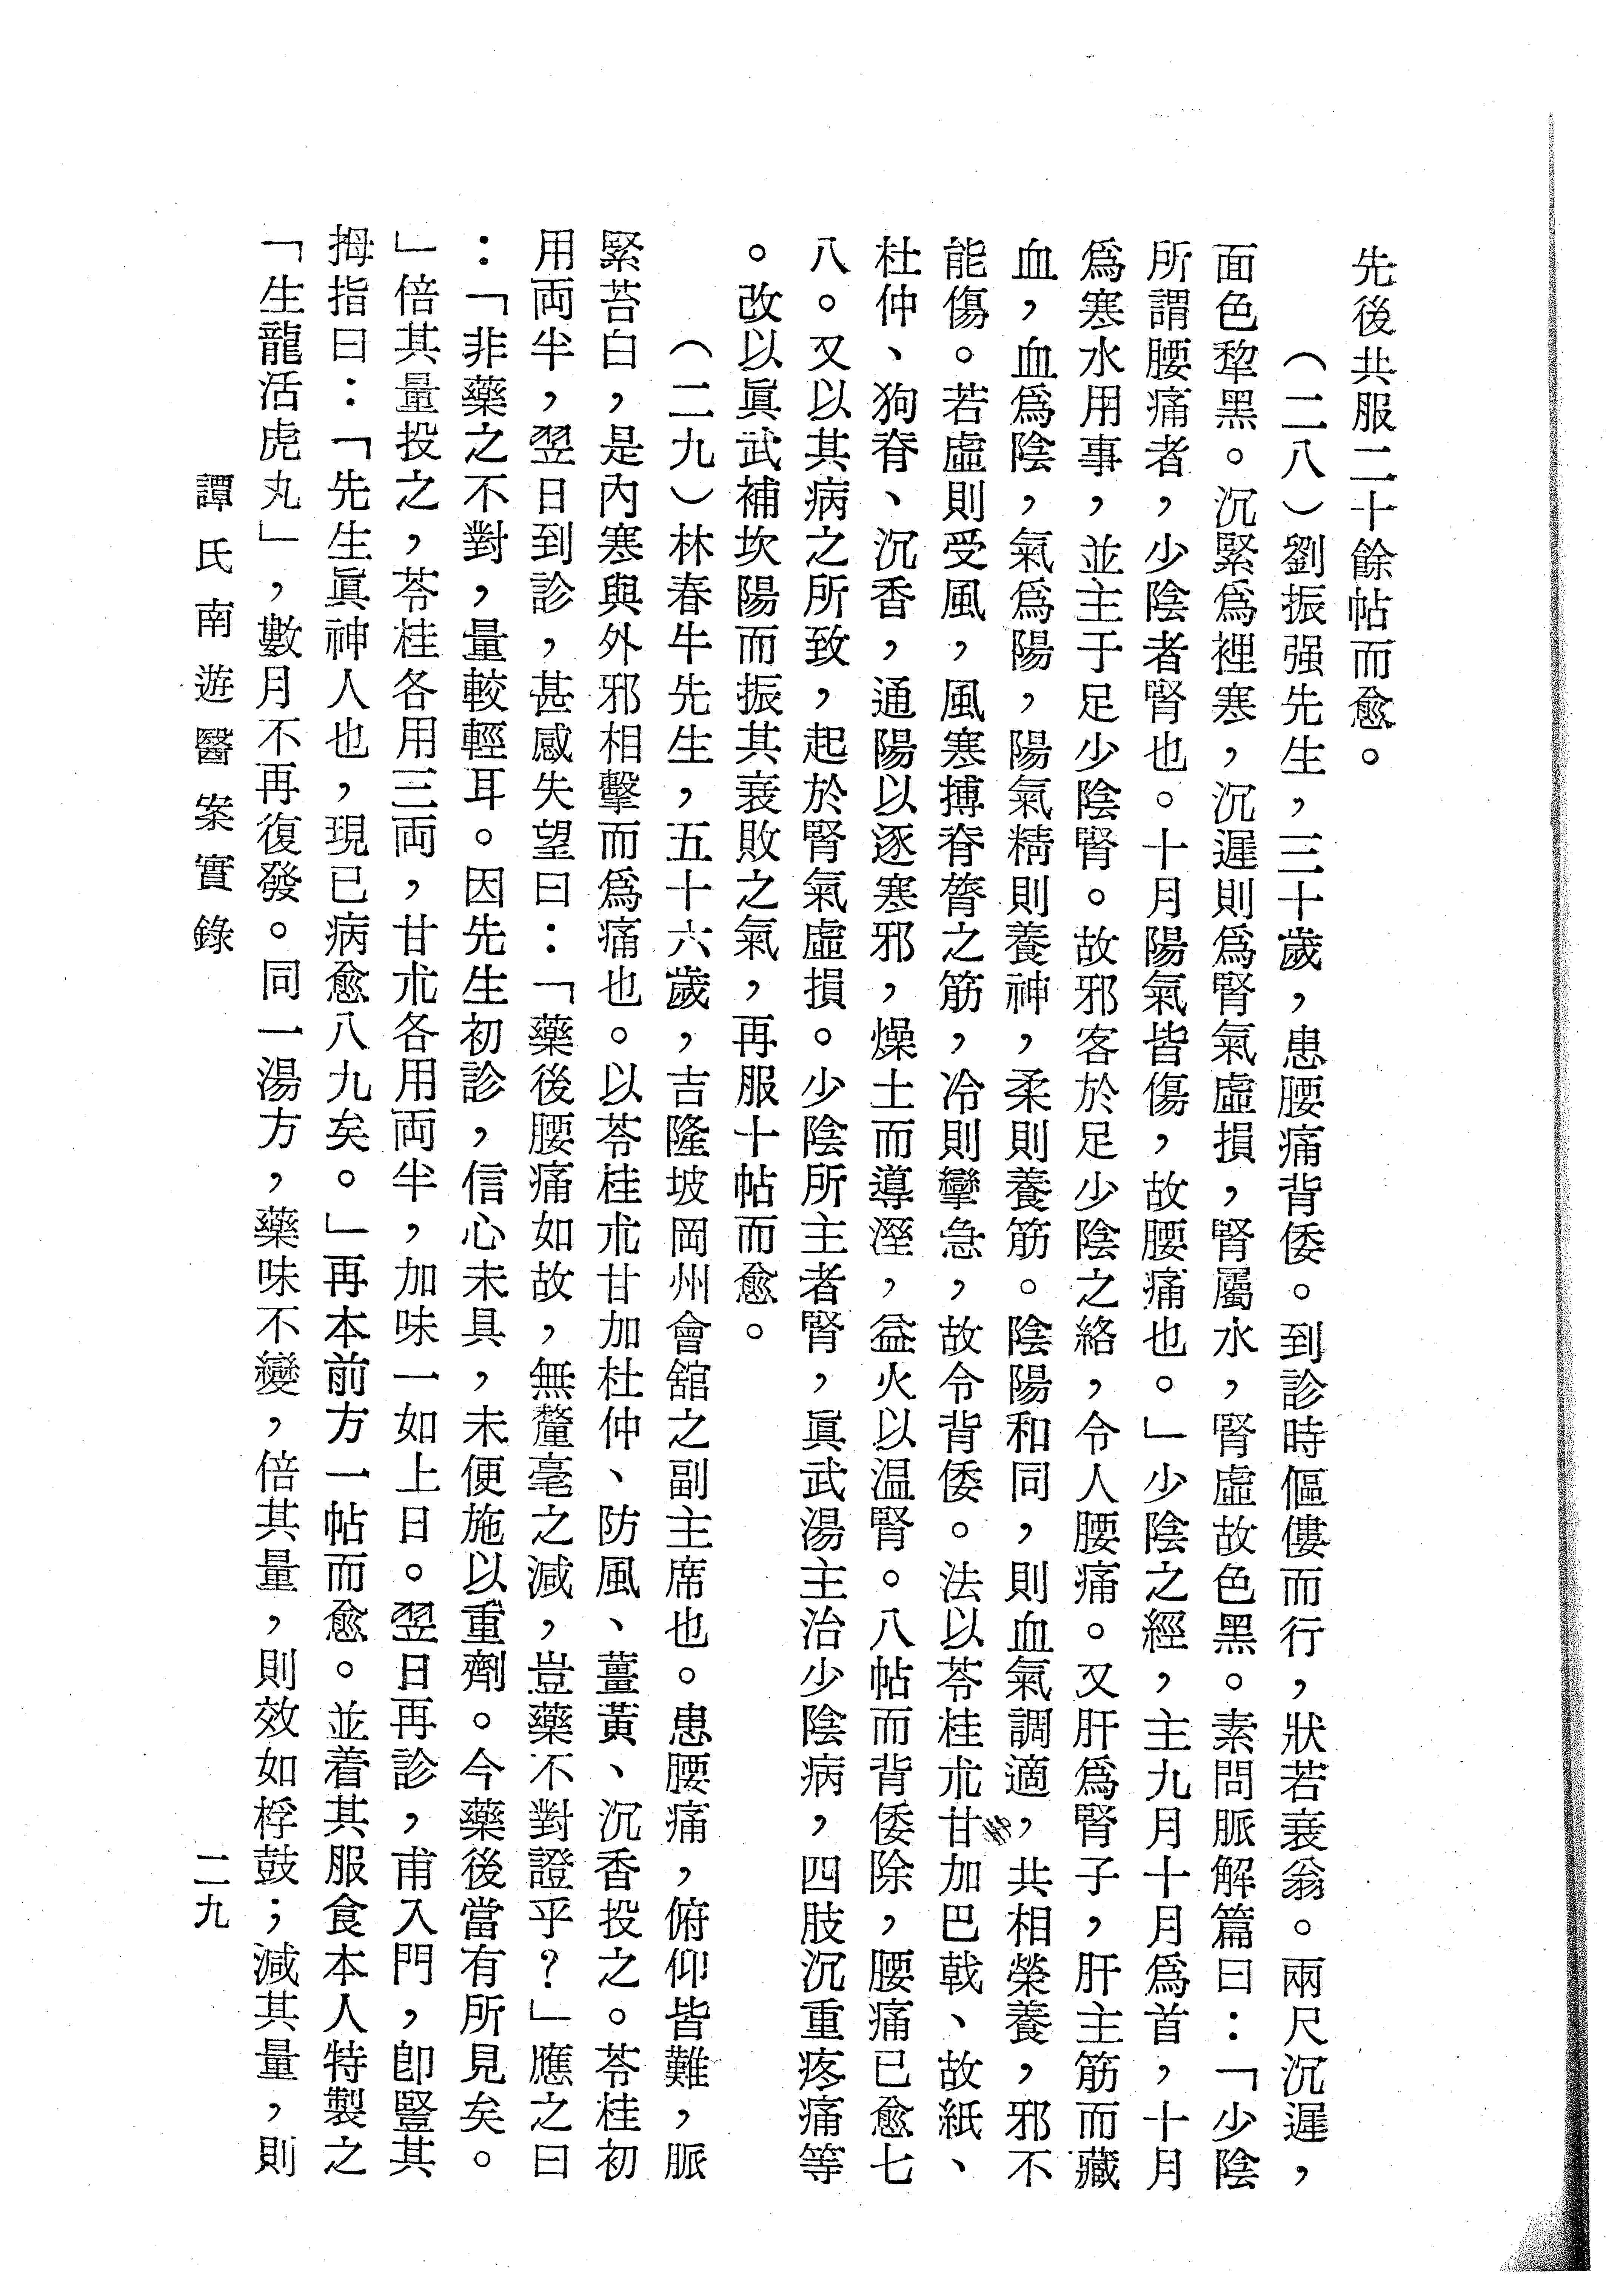 先後共服二十餘帖而愈。
（二八）劉振强先生，三十歲，患腰痛背倭。到診時傴僂而行，狀若衰翁。兩尺沉遲，
面色犂黑。沉緊爲裡寒，沉遲則爲腎氣虛損，腎屬水，腎虛故色黑。素問脈解篇曰：「少陰
所謂腰痛者，少陰者腎也。十月陽氣皆傷，故腰痛也。」少陰之經，主九月十月爲首，十月
爲寒水用事，並主于足少陰腎。故邪客於足少陰之絡，令人腰痛。又肝爲腎子，肝主筋而藏
血，血爲陰，氣爲陽，陽氣精則養神，柔則養筋。陰陽和同，則血氣調適，共相榮養，邪不
能傷。若虛則受風，風寒搏脊膂之筋，冷則攣急，故令背倭。法以苓桂朮甘加巴戟、故紙、
杜仲、狗脊、沉香，通陽以逐寒邪，燥土而導溼，益火以温腎。八帖而背倭除，腰痛已愈七
八。又以其病之所致，起於腎氣虛損。少陰所主者腎，眞武湯主治少陰病，四肢沉重疼痛等
。改以眞武補坎陽而振其衰敗之氣，再服十帖而愈。
（二九）林春牛先生，五十六歲，吉隆坡岡州會舘之副主席也。患腰痛，俯仰皆難，脈
緊苔白，是內寒與外邪相擊而爲痛也。以苓桂朮甘加杜仲、防風、薑黃、沉香投之。苓桂初
用両半，翌日到診，甚感失望曰：「藥後腰痛如故，無釐毫之減，豈藥不對證乎？」應之曰
：「非藥之不對，量較輕耳。因先生初診，信心未具，未便施以重劑。今藥後當有所見矣。
」倍其量投之，苓桂各用三両，甘朮各用両半，加味一如上日。翌日再診，甫入門，卽豎其
拇指曰：「先生眞神人也，現已病愈八九矣。」再本前方一帖而愈。並着其服食本人特製之
「生龍活虎丸」，數月不再復發。同一湯方，藥味不變，倍其量，則效如桴鼓；減其量，則
譚氏南遊醫案實錄
二九